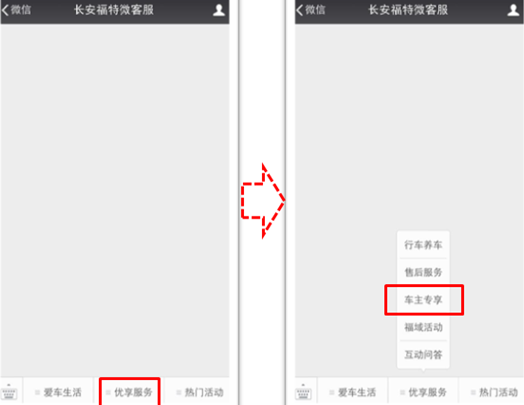 微信
长安福特微客服
爱车生活
优享服务
热门活动
微信
长安福特微客服
行车养车
售后服务
车主专享
福域活动
互动问答
爱车生活
优享服务
热门活动